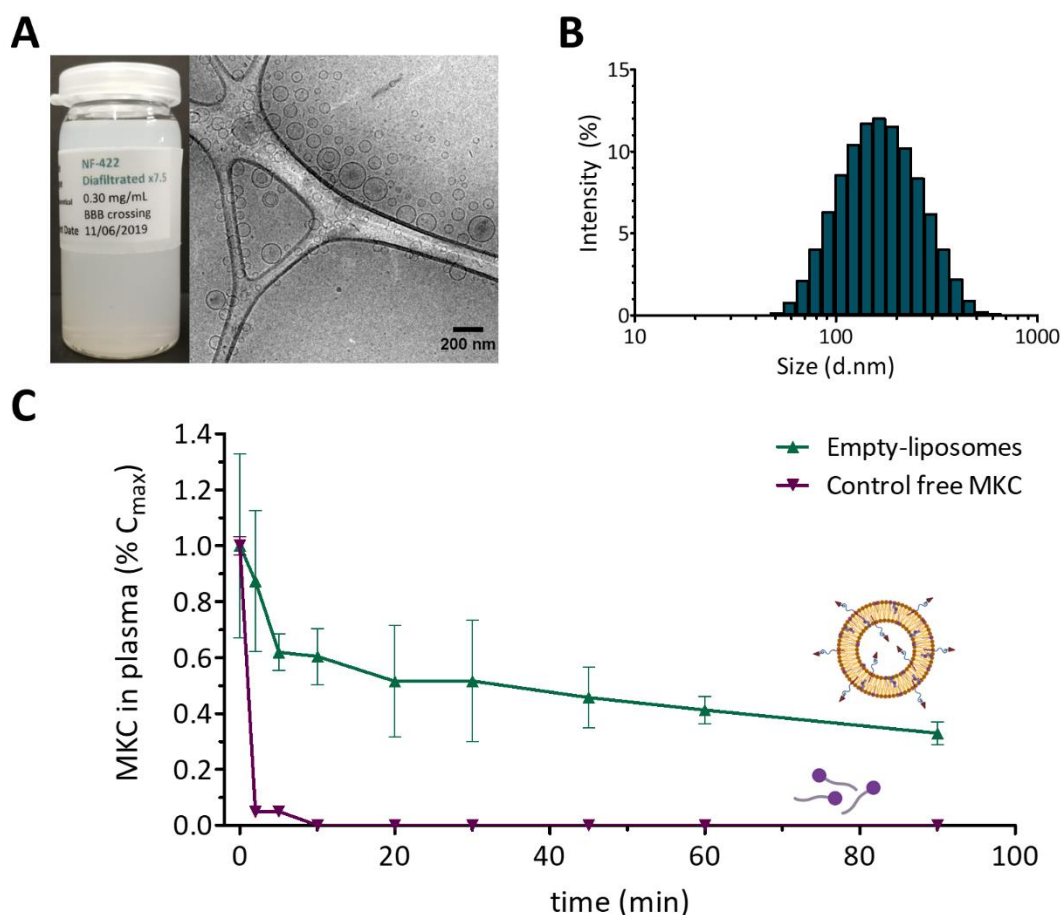 A
NF-422
Diafiltrated x7.5
0.30 mg/mL
BBB crossing
Date 11/06/2019
200 nm
B
Intensity (%)
15
10
5
0
10 100 1000
Size (d.nm)
C
MKC in plasma (% Cmax)
1.4
1.2
1.0
0.8
0.6
0.4
0.2
0.0
0 20 40 60 80 100
time (min)
Empty-liposomes
Control free MKC